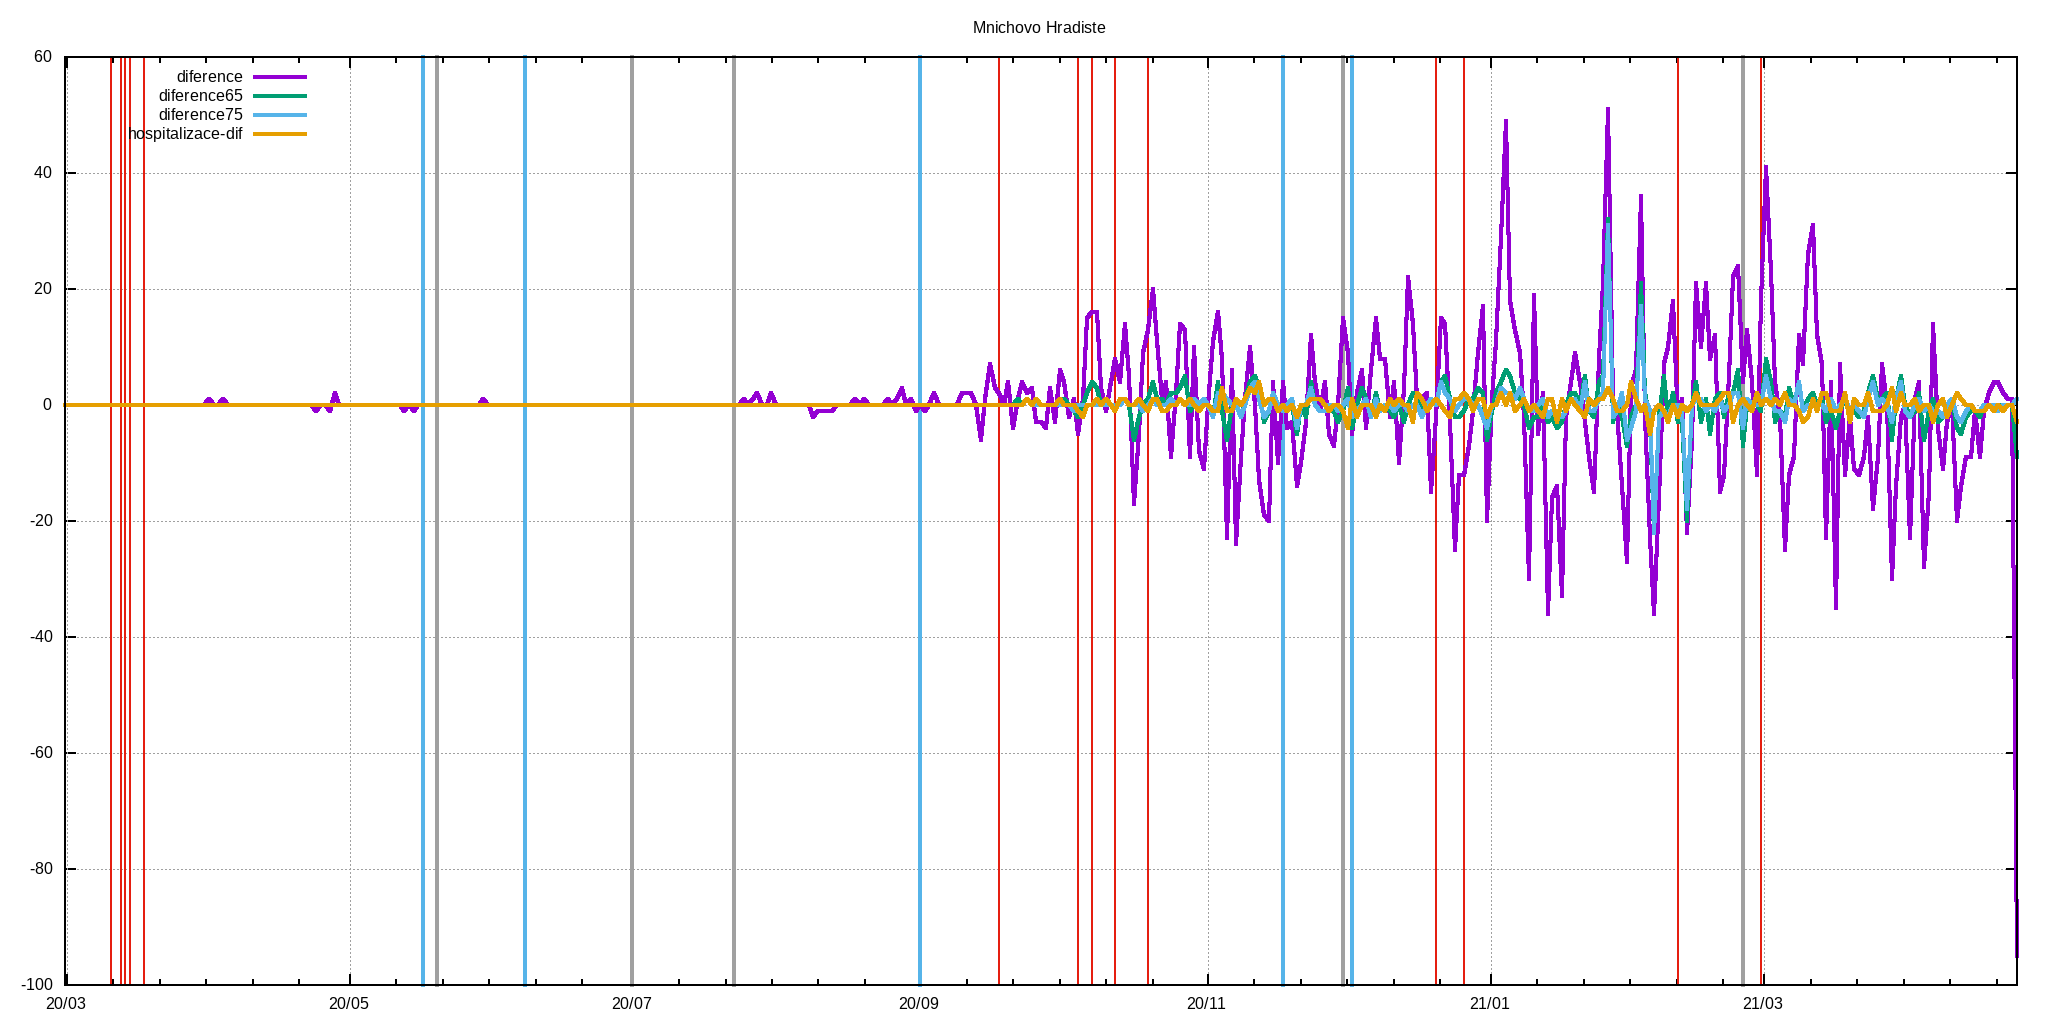 Mnichovo Hradiste
60
40
20
0
-20
-40
-60
-80
-100
diference
diference65
diference75
hospitalizace-dif
20/03 20/05 20/07 20/09 20/11 21/01 21/03